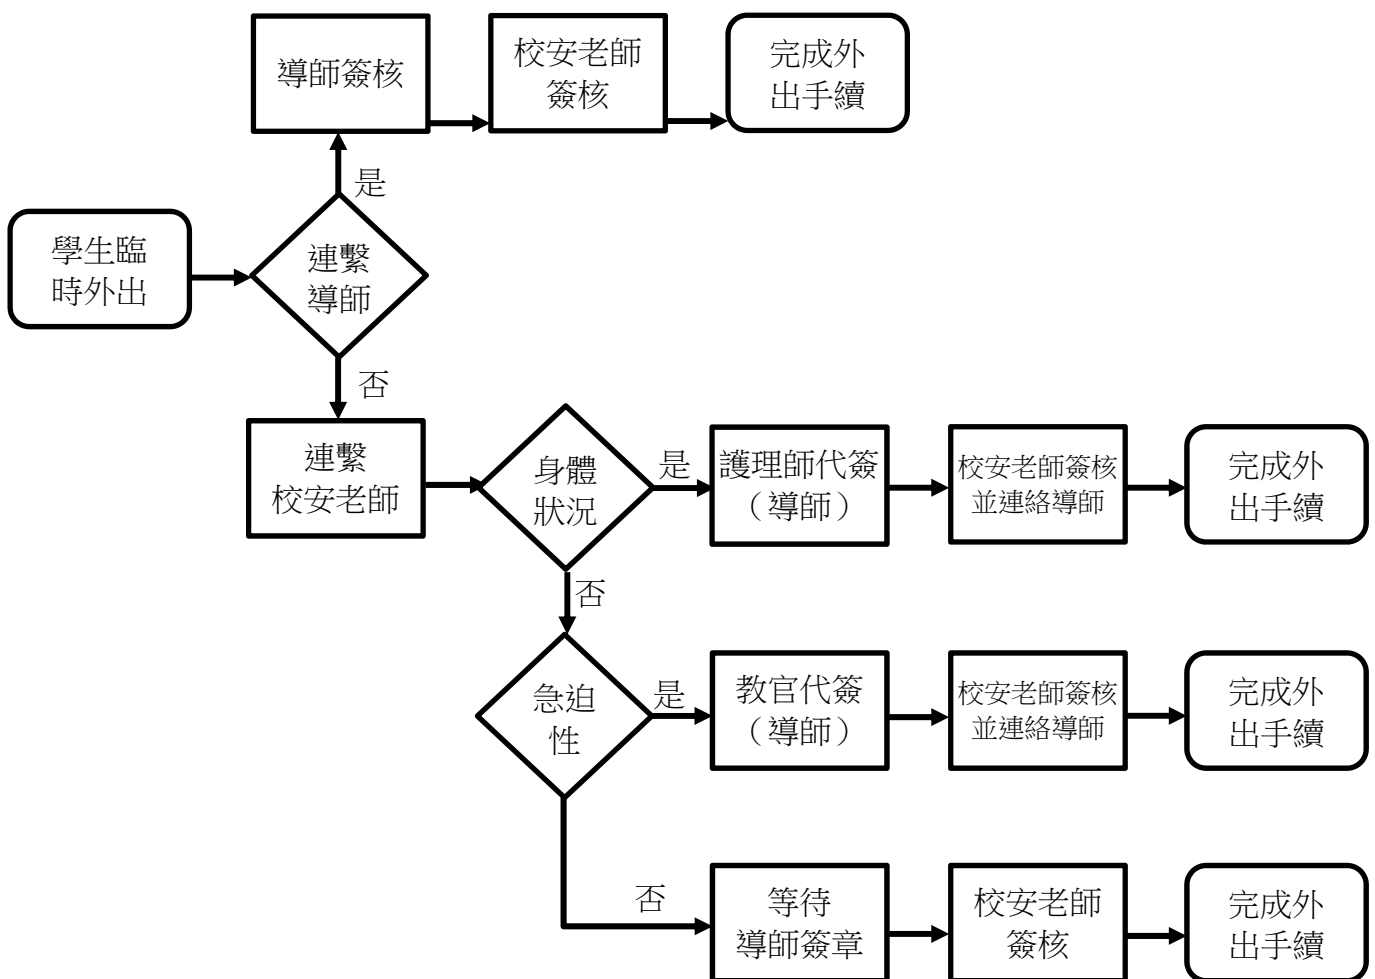 導師簽核
校安老師
簽核
完成外
出手續
是
學生臨
時外出
連繫
導師
否
連繫
校安老師
身體
狀況
是
護理師代簽
（導師）
校安老師簽核
並連絡導師
完成外
出手續
否
急迫
性
是
教官代簽
（導師）
校安老師簽核
並連絡導師
完成外
出手續
否
等待
導師簽章
校安老師
簽核
完成外
出手續